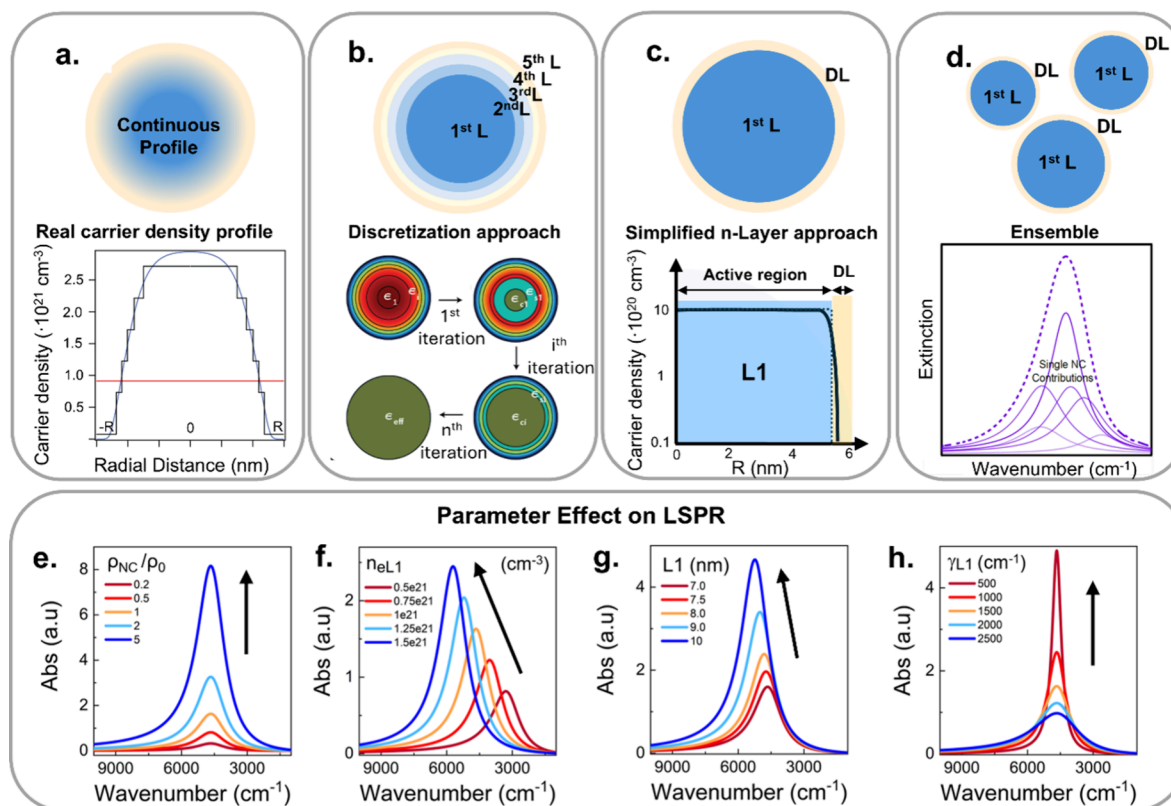 a.
Continuous
Profile
Real carrier density profile
Carrier density (·10²¹ cm⁻³)
2.5
2.0
1.5
1.0
0.5
-R
0
R
Radial Distance (nm)
b.
5th L
4th L
3rd L
2nd L
1st L
Discretization approach
1st
iteration
ith
iteration
nth
iteration
ϵeff
c.
DL
1st L
Simplified n-Layer approach
Active region
DL
Carrier density (·10²⁰ cm⁻³)
10
1
0.1
L1
0
2
4
6
R (nm)
d.
DL
1st L
DL
1st L
DL
1st L
Ensemble
Extinction
Single NC
Contributions
Wavenumber (cm⁻¹)
Parameter Effect on LSPR
e.
ρNC/ρ0
0.2
0.5
1
2
5
Abs (a.u)
8
6
4
2
0
9000
6000
3000
Wavenumber (cm⁻¹)
f.
neL1
(cm⁻³)
0.5e21
0.75e21
1e21
1.25e21
1.5e21
Abs (a.u)
2
1
0
9000
6000
3000
Wavenumber (cm⁻¹)
g.
L1 (nm)
7.0
7.5
8.0
9.0
10
Abs (a.u)
4
2
0
9000
6000
3000
Wavenumber (cm⁻¹)
h.
γL1 (cm⁻¹)
500
1000
1500
2000
2500
Abs (a.u)
4
2
0
9000
6000
3000
Wavenumber (cm⁻¹)